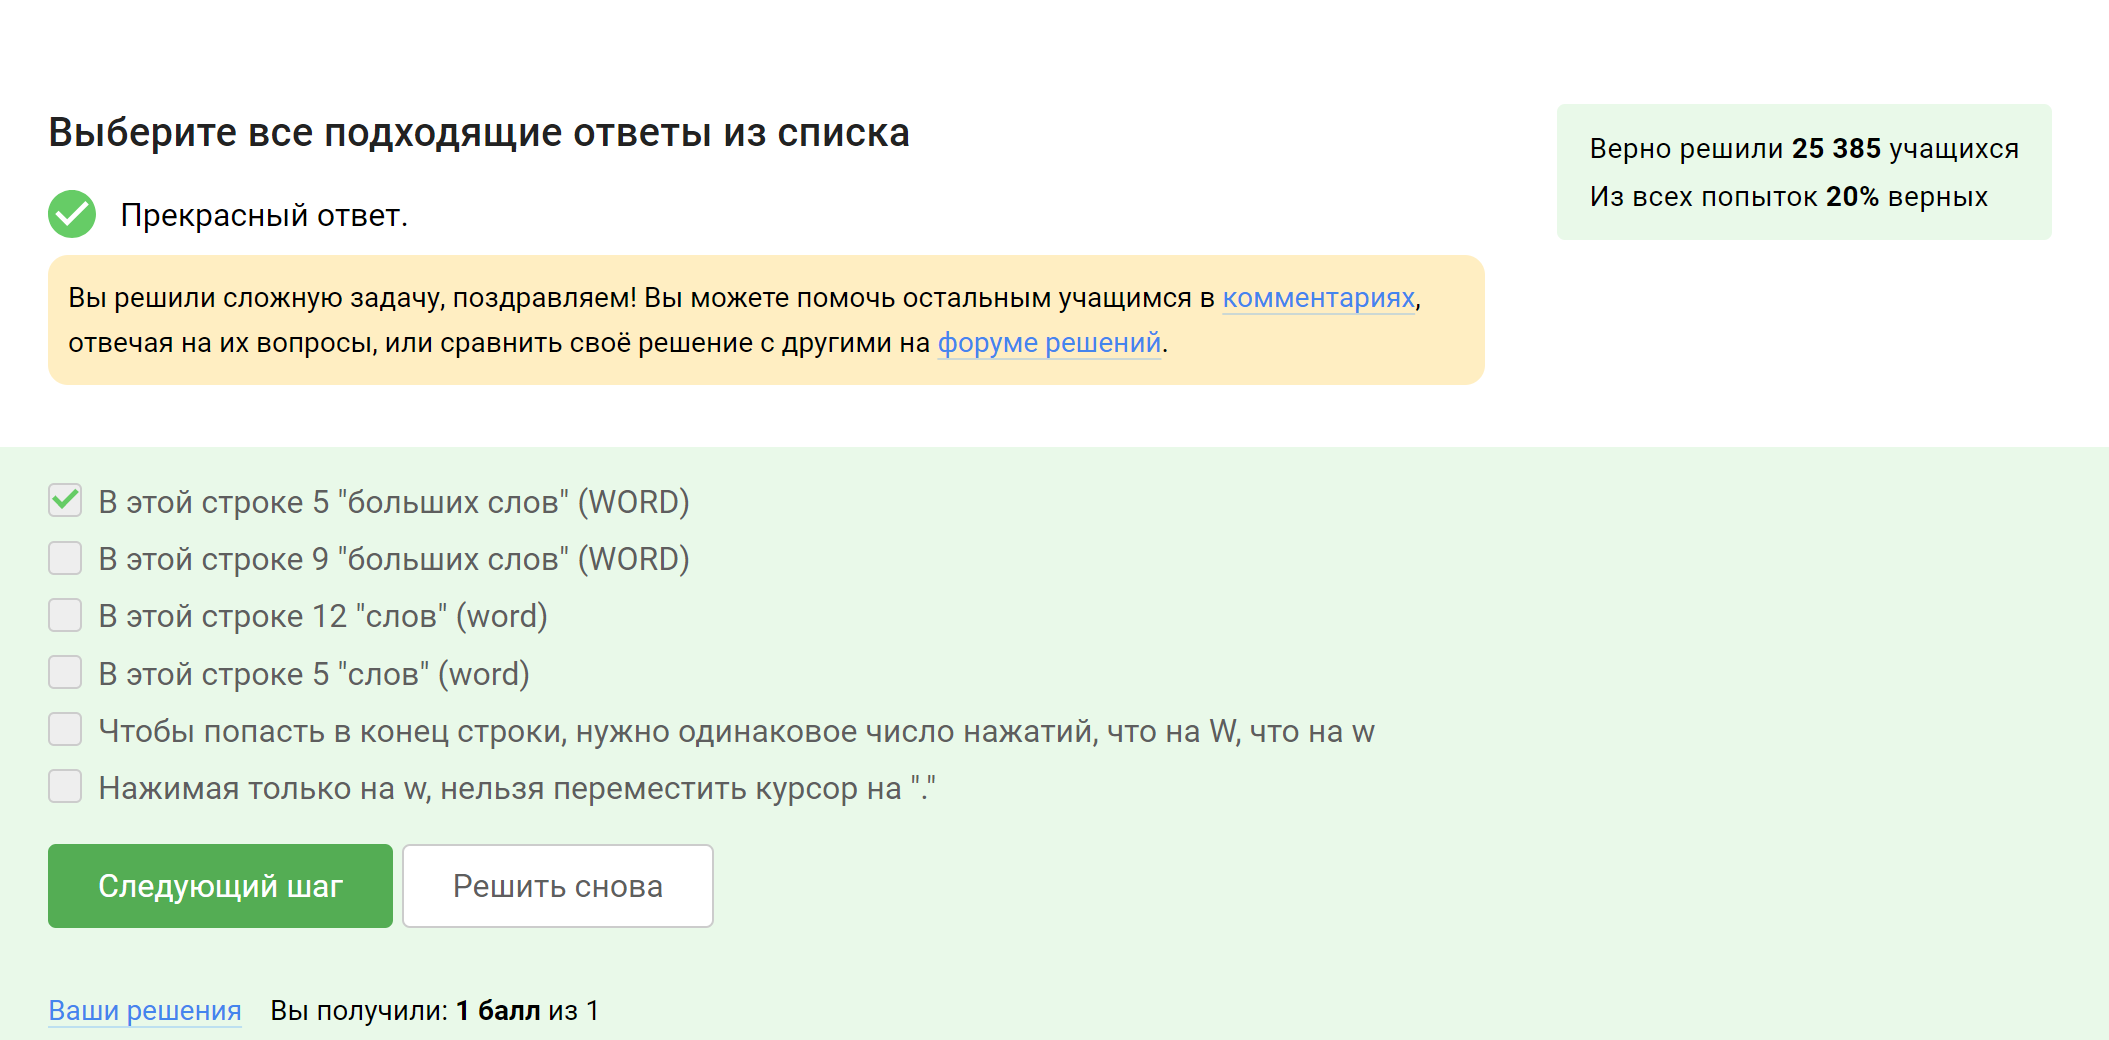 Выберите все подходящие ответы из списка
Верно решили 25 385 учащихся
Из всех попыток 20% верных
Прекрасный ответ.
Вы решили сложную задачу, поздравляем! Вы можете помочь остальным учащимся в комментариях,
отвечая на их вопросы, или сравнить своё решение с другими на форуме решений.
В этой строке 5 "больших слов" (WORD)
В этой строке 9 "больших слов" (WORD)
В этой строке 12 "слов" (word)
В этой строке 5 "слов" (word)
Чтобы попасть в конец строки, нужно одинаковое число нажатий, что на W, что на w
Нажимая только на w, нельзя переместить курсор на "."
Следующий шаг
Решить снова
Ваши решения Вы получили: 1 балл из 1